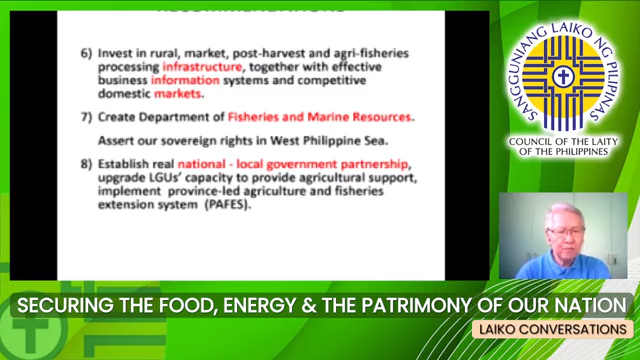 RECOMMENDATIONS
6) Invest in rural, market, post-harvest and agri-fisheries
processing infrastructure, together with effective
business information systems and competitive
domestic markets.
7) Create Department of Fisheries and Marine Resources.
Assert our sovereign rights in West Philippine Sea.
8) Establish real national - local government partnership,
upgrade LGUs' capacity to provide agricultural support,
implement province-led agriculture and fisheries
extension system (PAFES).
SANGGUNIANG LAIKO NG PILIPINAS
COUNCIL OF THE LAITY
OF THE PHILIPPINES
SECURING THE FOOD, ENERGY & THE PATRIMONY OF OUR NATION
LAIKO CONVERSATIONS